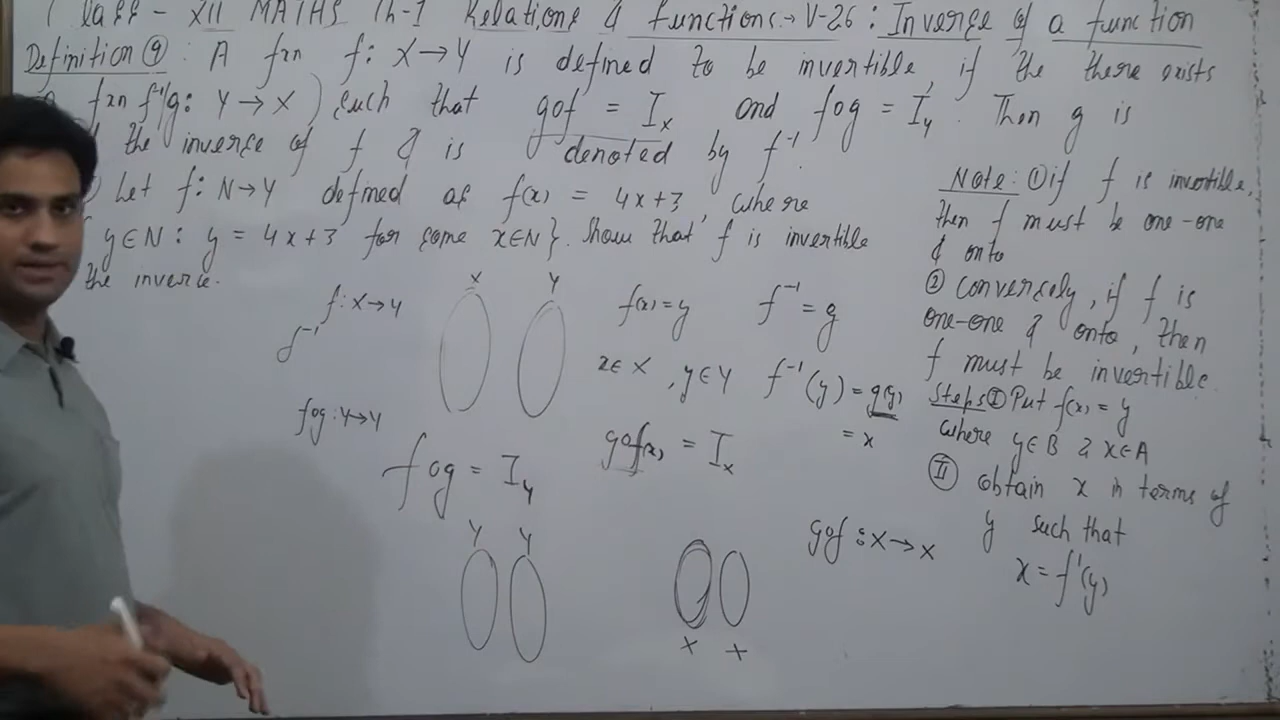 Class - XII MATHS Ch-1 Relations & functions → V-26 : Inverse of a function
Definition ⑨ : A fxn f: X→Y is defined to be invertible, if the there exists
fxn f⁻¹/g: Y→X ) such that gof = Iₓ and fog = I_y . Then g is
the inverse of f & is denoted by f⁻¹.
) Let f: N→Y defined as f(x) = 4x+3, where
y∈N : y = 4x+3 for some x∈N}. Show that f is invertible
the inverse.
Note: ① if f is invertible,
then f must be one-one
& onto
② conversely, if f is
one-one & onto, then
f must be invertible.
Steps ① Put f(x) = y
where y∈B & x∈A
Ⅱ obtain x in terms of
y such that
x = f⁻¹(y)
f: X→Y
f⁻¹
X Y
f(x) = y f⁻¹ = g
x∈X , y∈Y f⁻¹(y) = g(y)
= x
fog: Y→Y
fog = I_y
gof(x) = Iₓ
Y Y
gof : X→X
X X